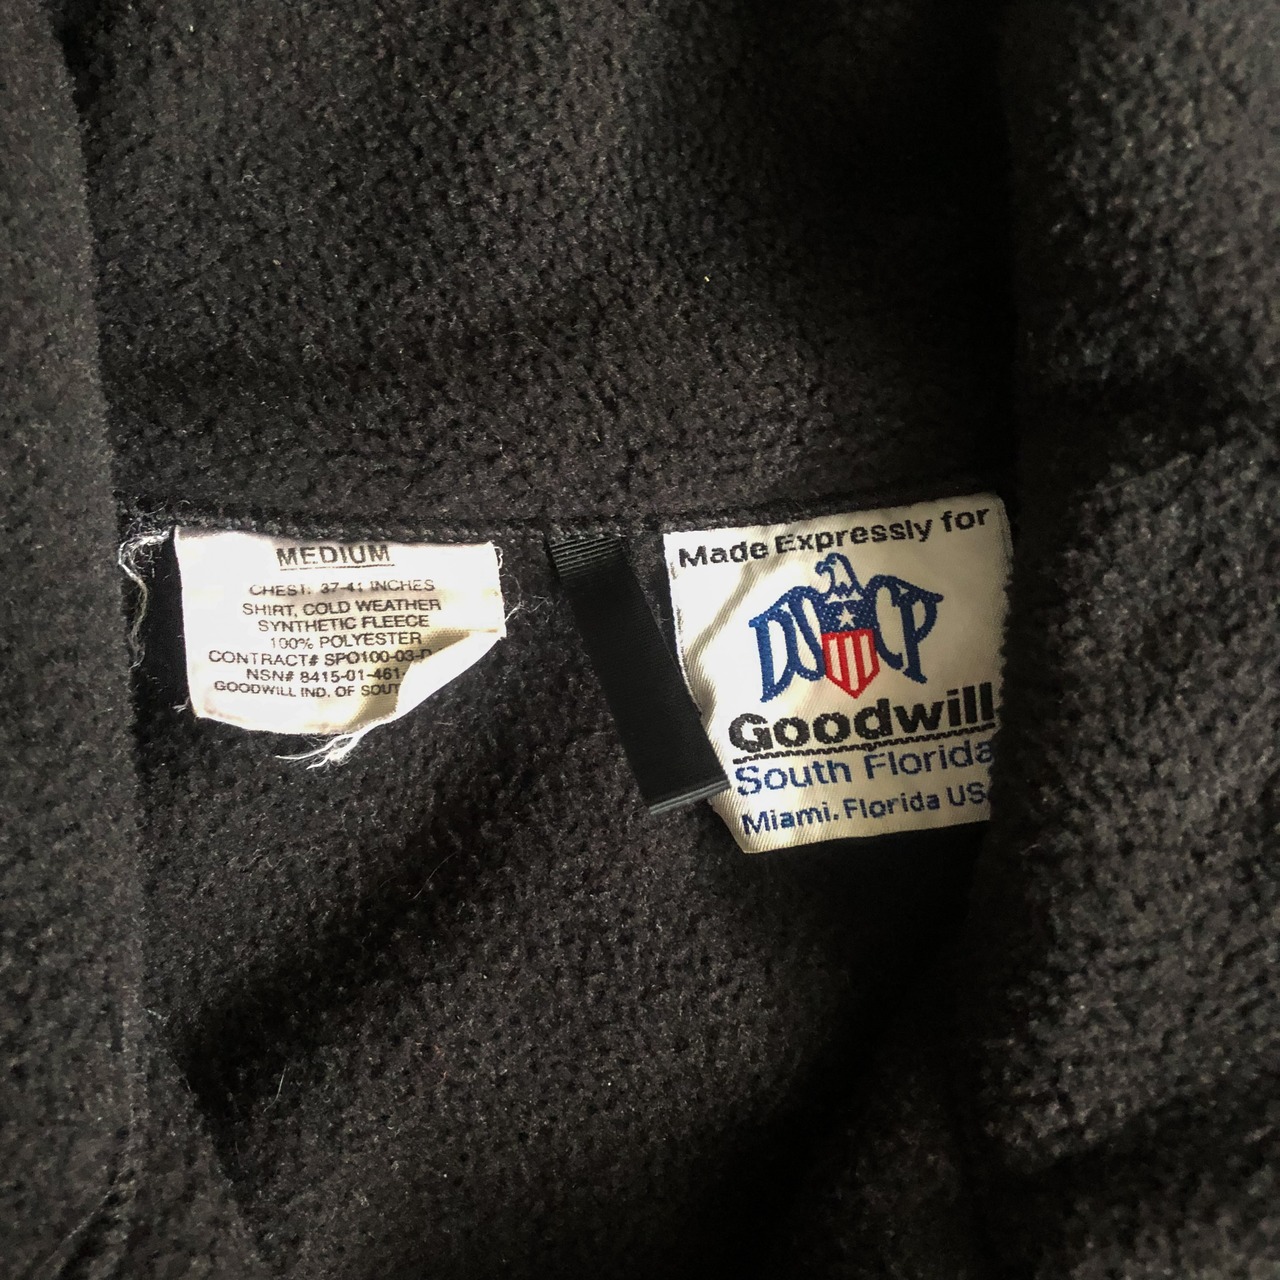 MEDIUM
CHEST: 37-41 INCHES
SHIRT, COLD WEATHER
SYNTHETIC FLEECE
100% POLYESTER
CONTRACT# SPO100-03-D
NSN# 8415-01-461-
GOODWILL IND. OF SOUT
Made Expressly for
DSCP
Goodwill
South Florida
Miami. Florida US